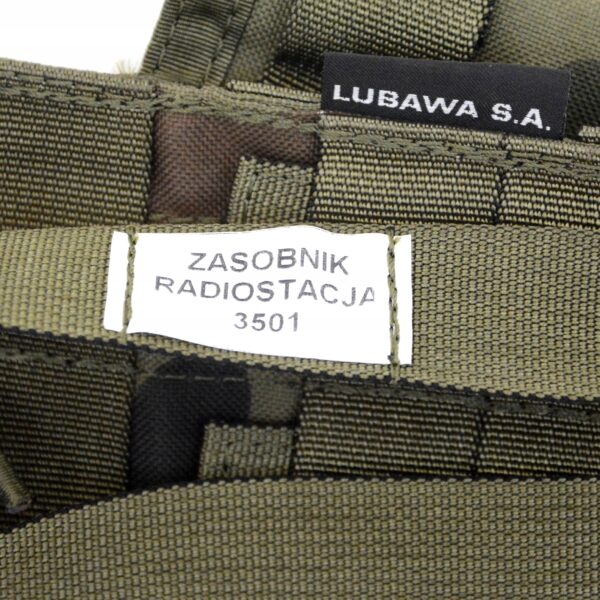 LUBAWA S.A.
ZASOBNIK
RADIOSTACJA
3501